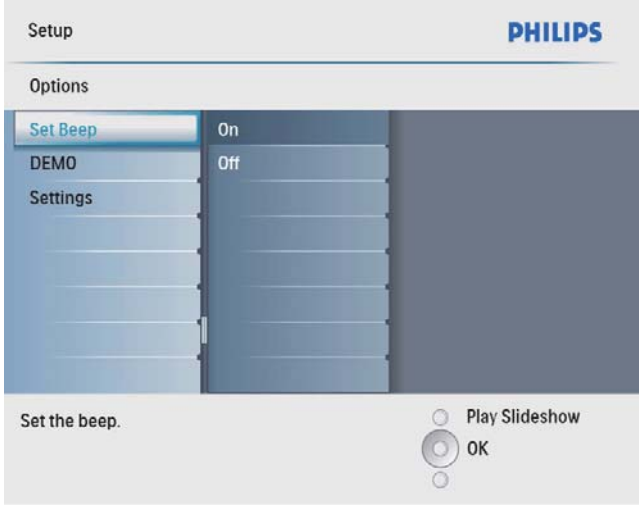 Setup
PHILIPS
Options
Set Beep
On
DEMO
Off
Settings
Set the beep.
Play Slideshow
OK